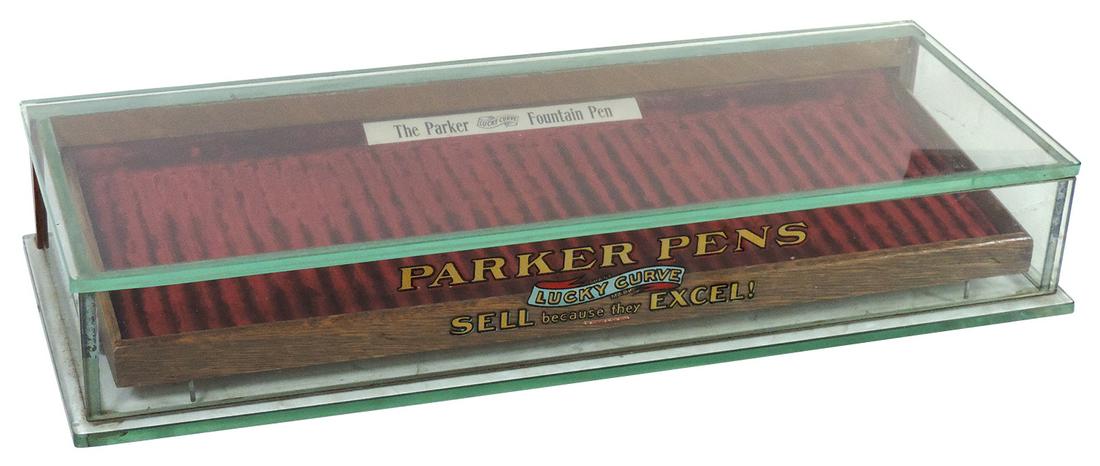 The Parker LUCKY CURVE Fountain Pen
PARKER PENS
LUCKY CURVE
SELL because they EXCEL!